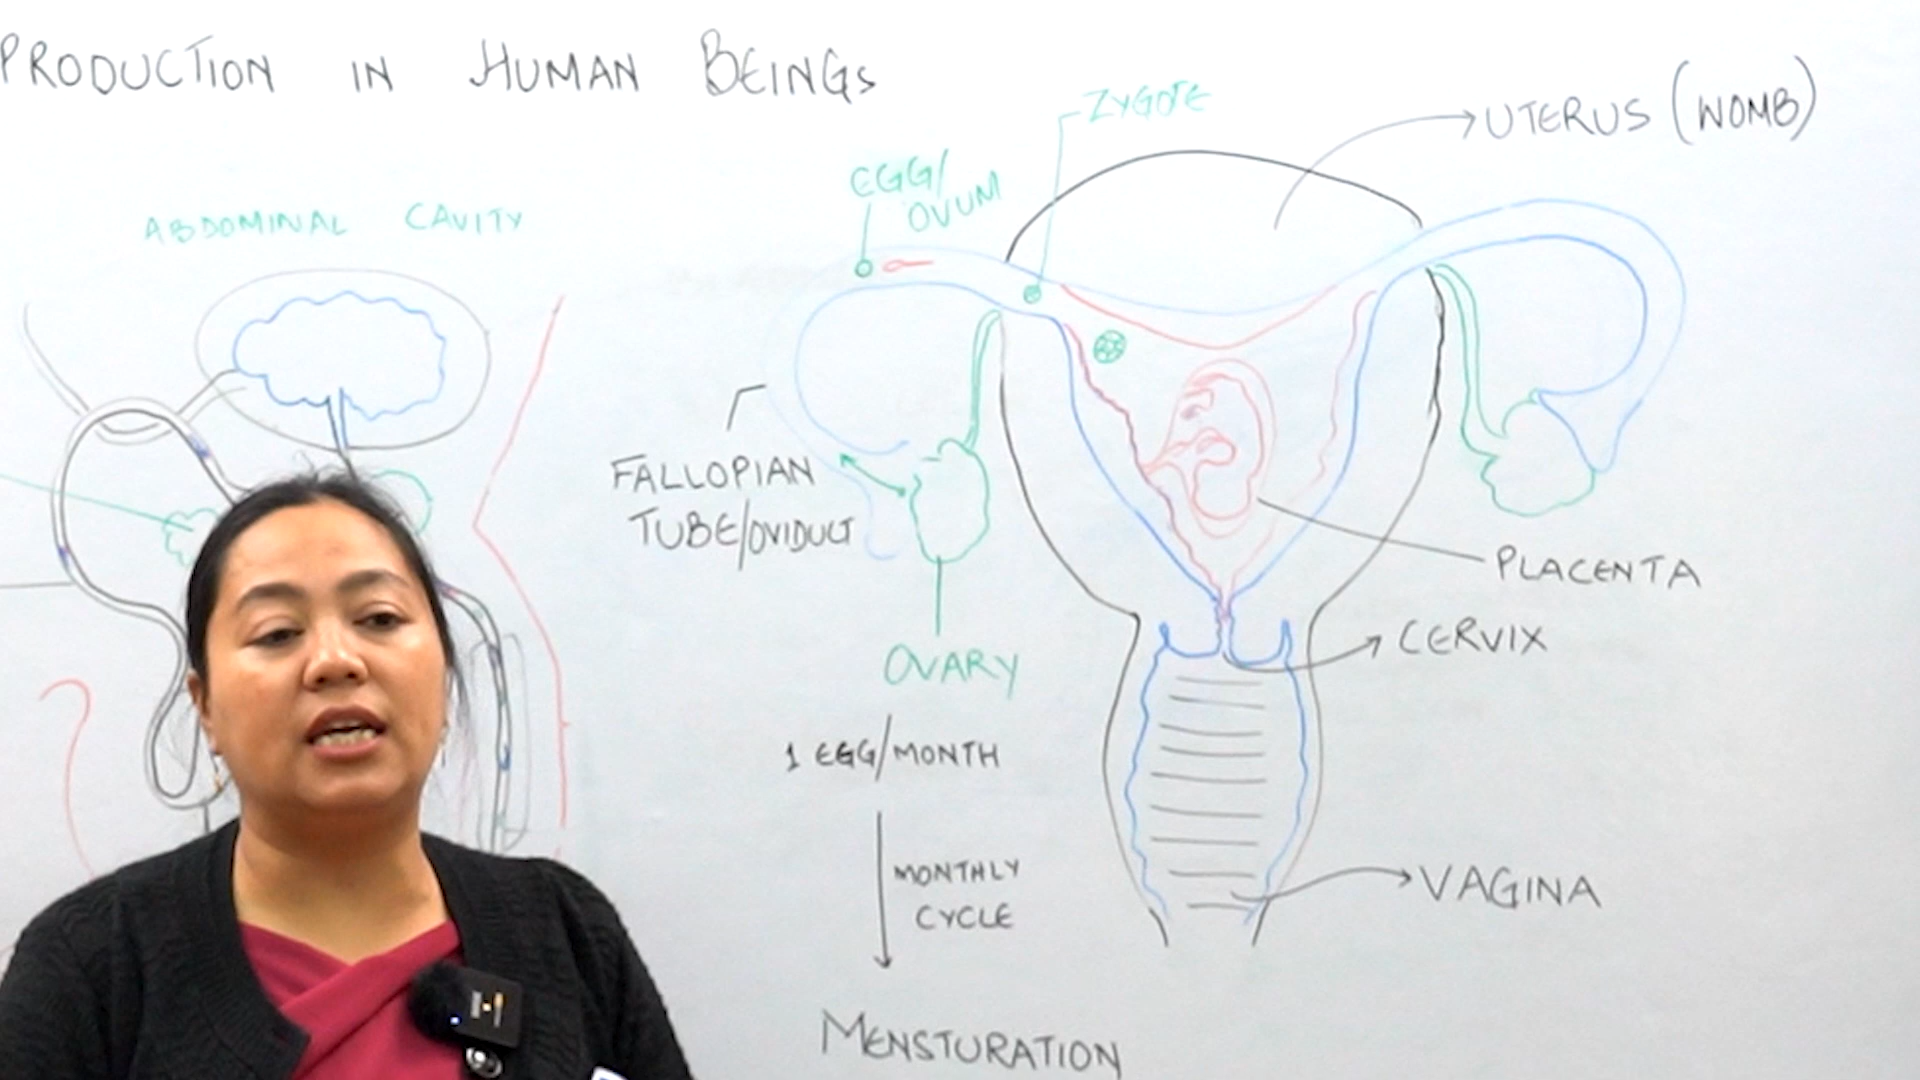 PRODUCTION IN HUMAN BEINGS
ABDOMINAL CAVITY
EGG/
OVUM
ZYGOTE
UTERUS (WOMB)
FALLOPIAN
TUBE/OVIDUCT
OVARY
1 EGG/MONTH
MONTHLY
CYCLE
MENSTURATION
PLACENTA
CERVIX
VAGINA